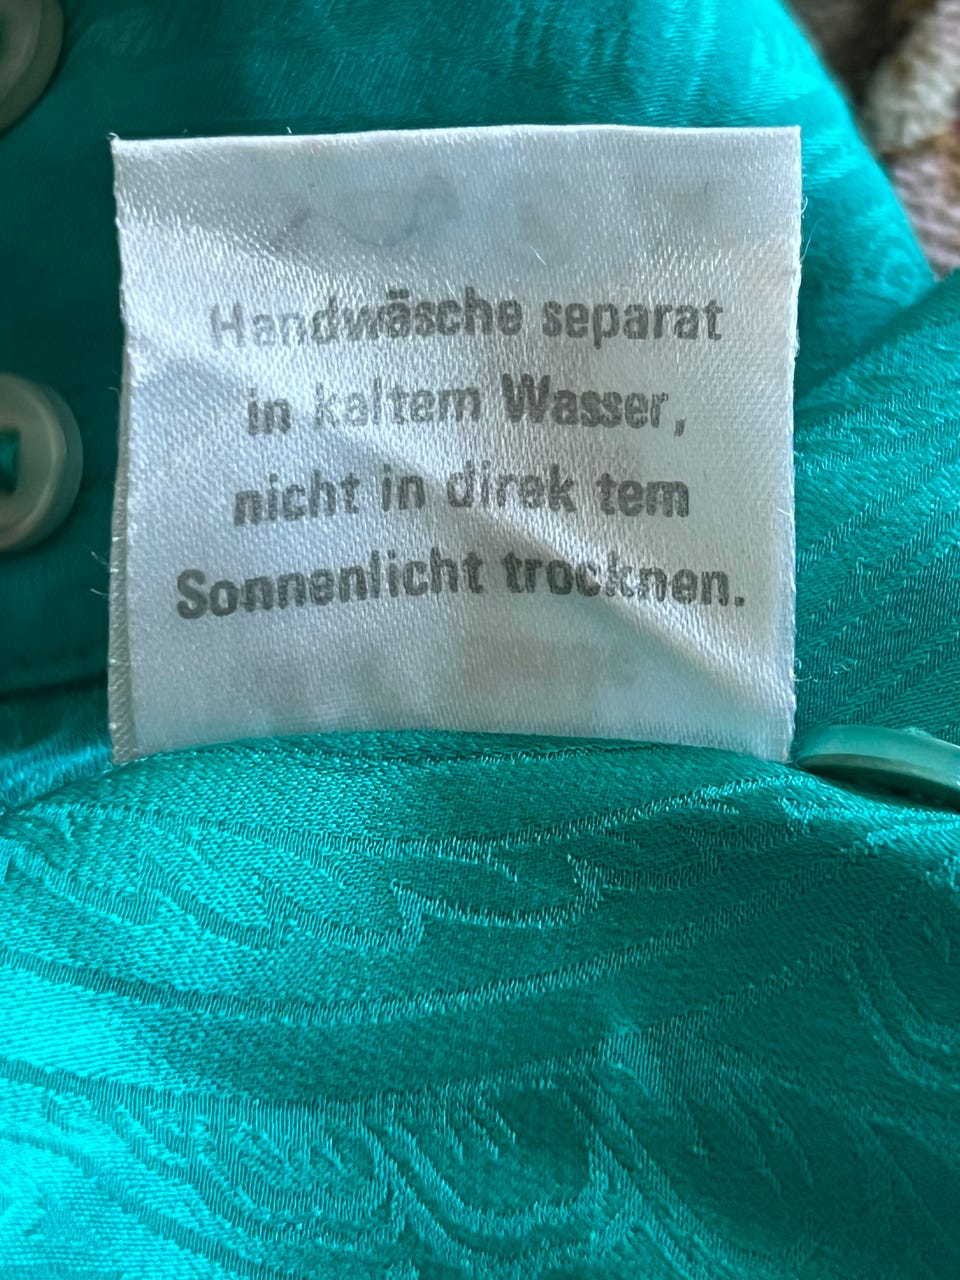 Handwäsche separat
in kaltem Wasser,
nicht in direk tem
Sonnenlicht trocknen.